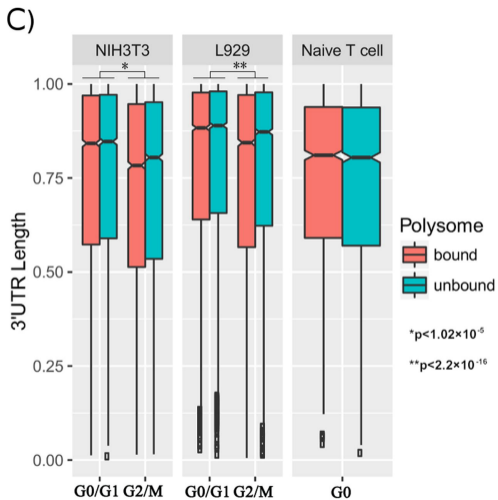 C)
NIH3T3
L929
Naive T cell
*
**
1.00
0.75
0.50
0.25
0.00
3'UTR Length
G0/G1 G2/M
G0/G1 G2/M
G0
Polysome
bound
unbound
*p<1.02×10⁻⁵
**p<2.2×10⁻¹⁶